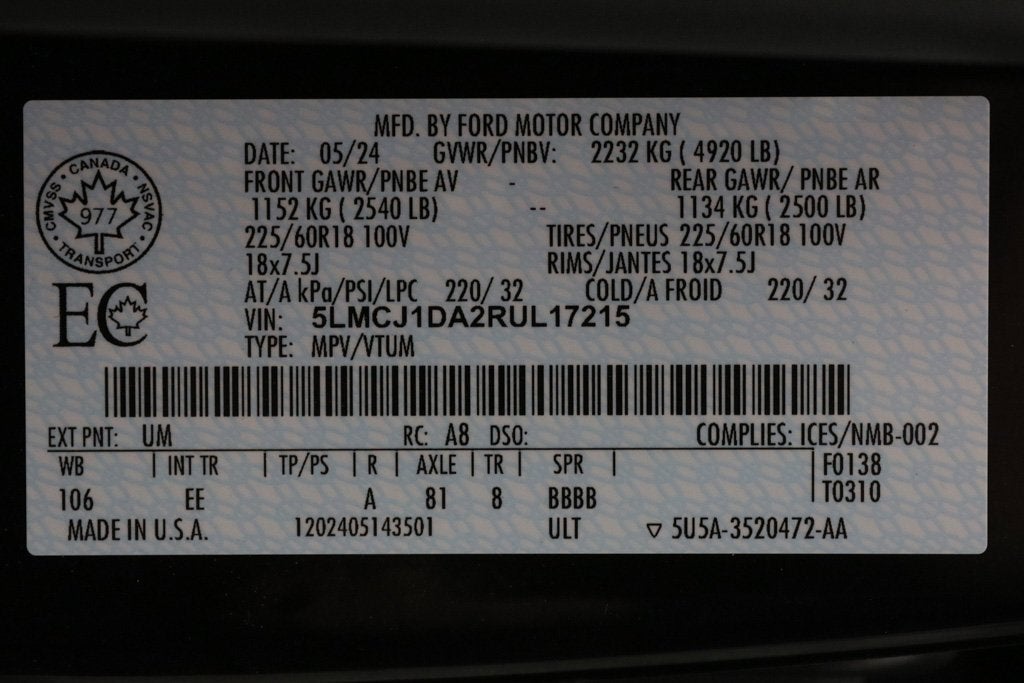 MFD. BY FORD MOTOR COMPANY
DATE: 05/24 GVWR/PNBV: 2232 KG ( 4920 LB)
FRONT GAWR/PNBE AV - REAR GAWR/ PNBE AR
1152 KG ( 2540 LB) -- 1134 KG ( 2500 LB)
225/60R18 100V TIRES/PNEUS 225/60R18 100V
18x7.5J RIMS/JANTES 18x7.5J
AT/A kPa/PSI/LPC 220/ 32 COLD/A FROID 220/ 32
VIN: 5LMCJ1DA2RUL17215
TYPE: MPV/VTUM
CANADA • NSVAC • TRANSPORT • CMVSS •
977
EC
EXT PNT: UM RC: A8 DSO: COMPLIES: ICES/NMB-002
WB | INT TR | TP/PS | R | AXLE | TR | SPR | F0138
106 EE A 81 8 BBBB T0310
MADE IN U.S.A. 1202405143501 ULT ▽ 5U5A-3520472-AA